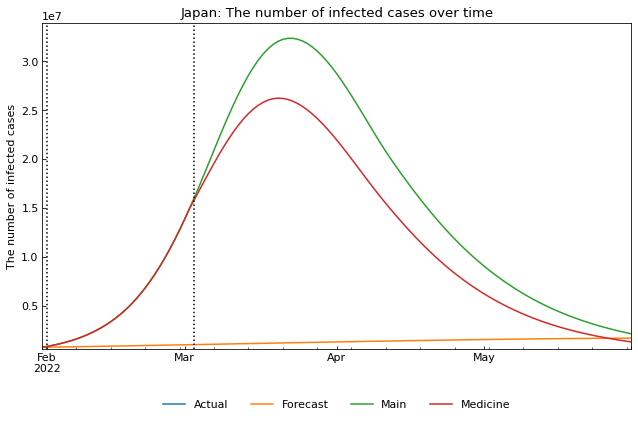 Japan: The number of infected cases over time
1e7
The number of infected cases
3.0
2.5
2.0
1.5
1.0
0.5
Feb Mar Apr May
2022
Actual Forecast Main Medicine